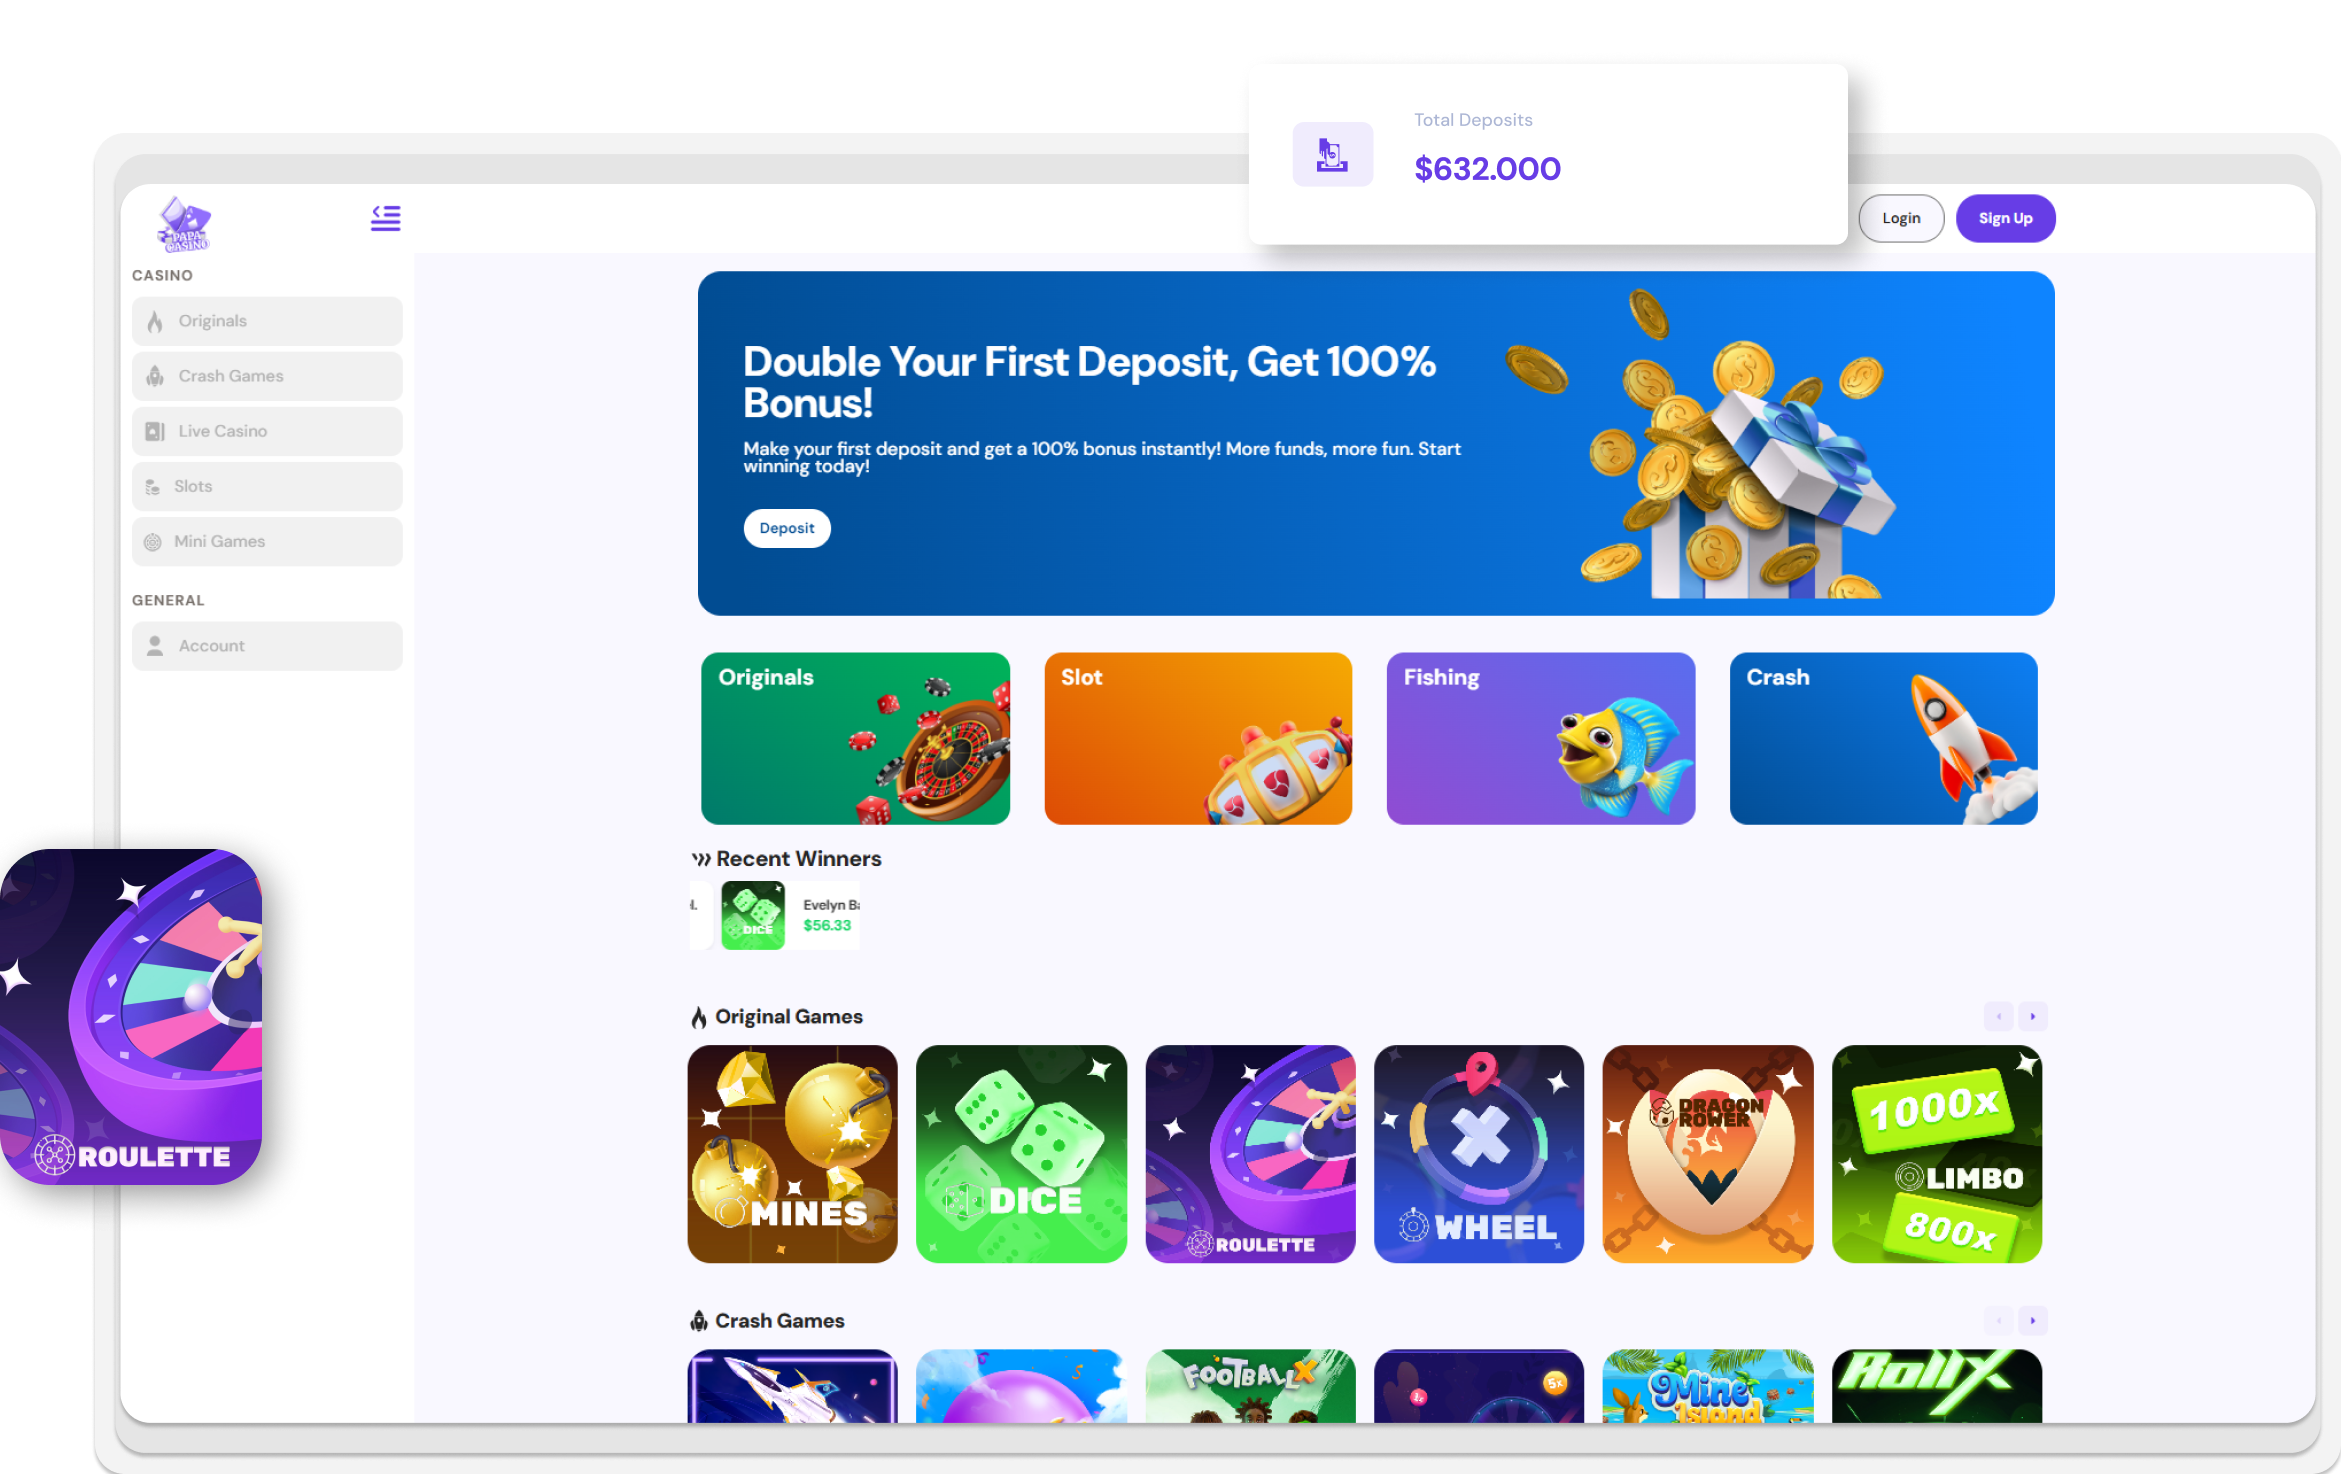 Total Deposits
$632.000
PAPA
CASINO
Login
Sign Up
CASINO
Originals
Crash Games
Live Casino
Slots
Mini Games
GENERAL
Account
Double Your First Deposit, Get 100%
Bonus!
Make your first deposit and get a 100% bonus instantly! More funds, more fun. Start
winning today!
Deposit
Originals
Slot
Fishing
Crash
Recent Winners
DICE
Evelyn
$56.33
ROULETTE
Original Games
MINES
DICE
ROULETTE
WHEEL
DRAGON
ROWER
1000x
LIMBO
800x
Crash Games
FOOTBALL X
5x
Mine
Island
RollX